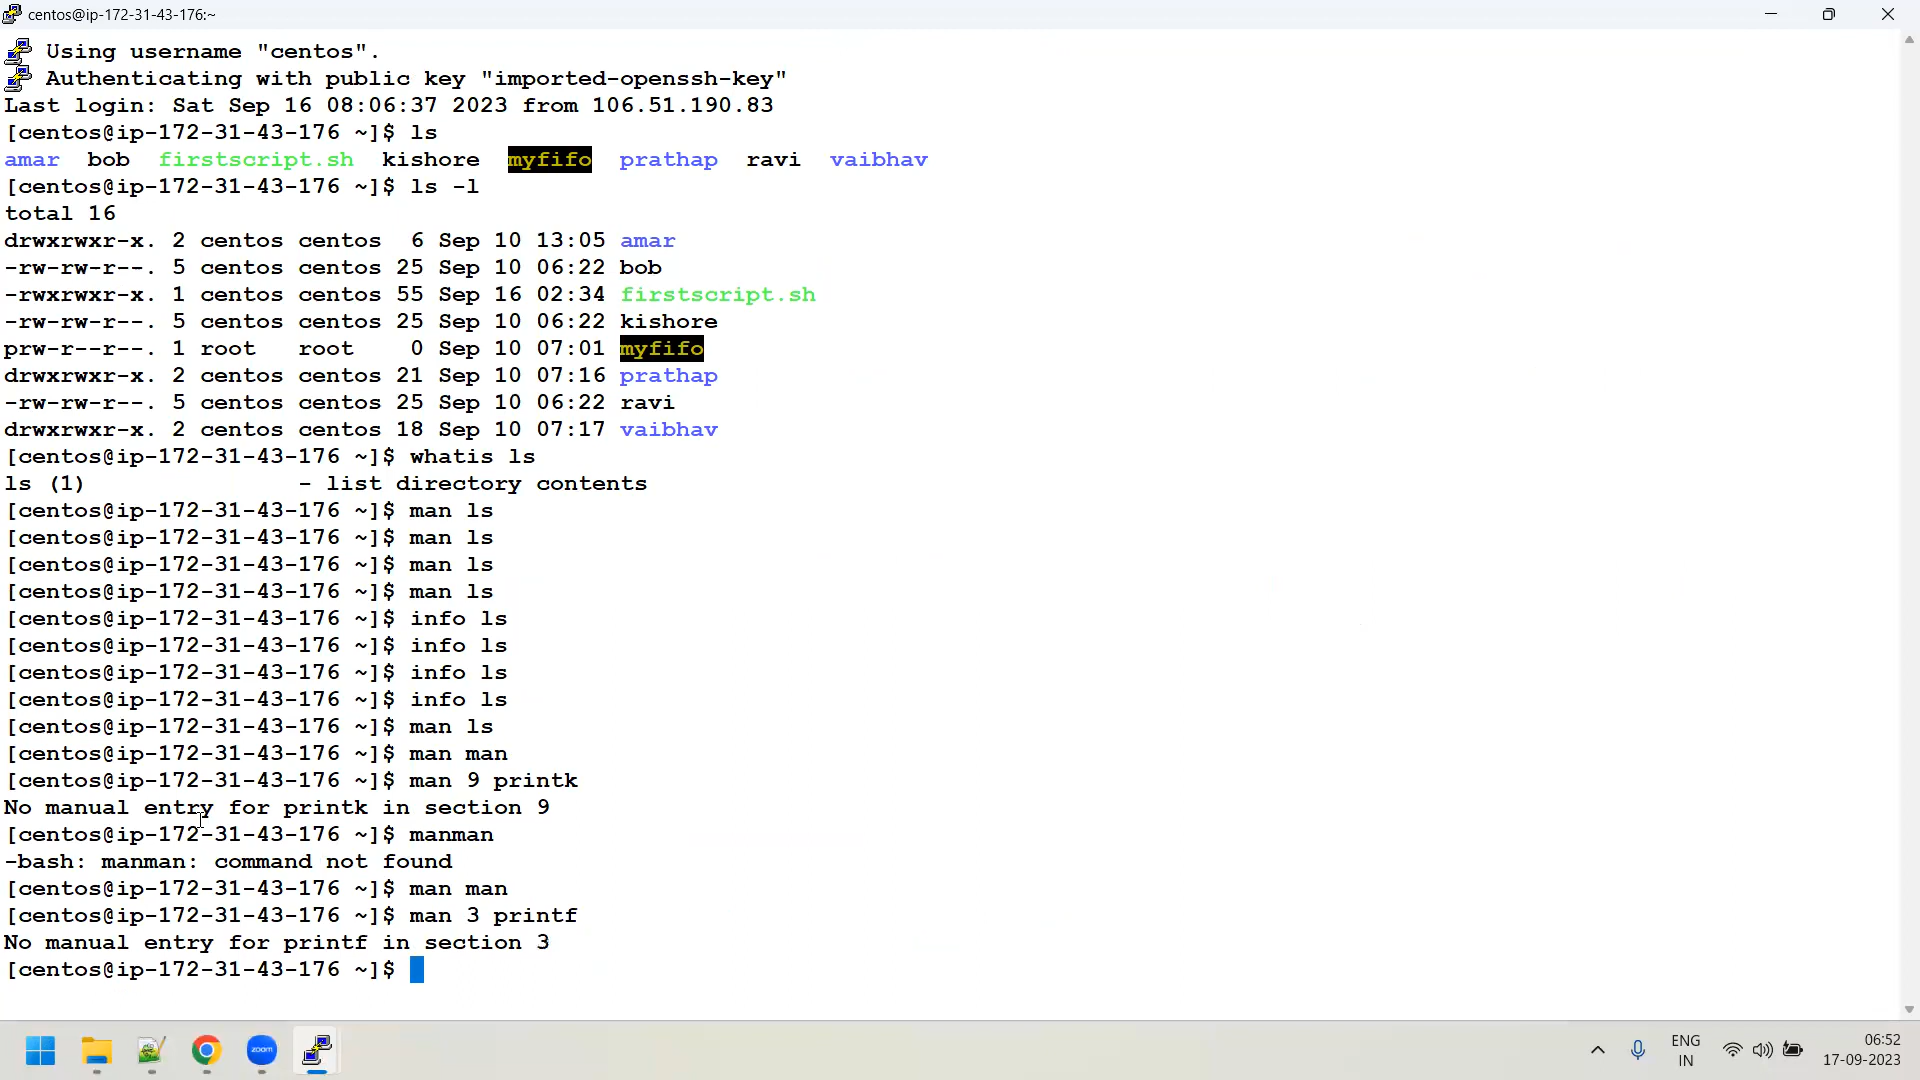 centos@ip-172-31-43-176:~
Using username "centos".
Authenticating with public key "imported-openssh-key"
Last login: Sat Sep 16 08:06:37 2023 from 106.51.190.83
[centos@ip-172-31-43-176 ~]$ ls
amar  bob  firstscript.sh  kishore  myfifo  prathap  ravi  vaibhav
[centos@ip-172-31-43-176 ~]$ ls -l
total 16
drwxrwxr-x. 2 centos centos  6 Sep 10 13:05 amar
-rw-rw-r--. 5 centos centos 25 Sep 10 06:22 bob
-rwxrwxr-x. 1 centos centos 55 Sep 16 02:34 firstscript.sh
-rw-rw-r--. 5 centos centos 25 Sep 10 06:22 kishore
prw-r--r--. 1 root   root    0 Sep 10 07:01 myfifo
drwxrwxr-x. 2 centos centos 21 Sep 10 07:16 prathap
-rw-rw-r--. 5 centos centos 25 Sep 10 06:22 ravi
drwxrwxr-x. 2 centos centos 18 Sep 10 07:17 vaibhav
[centos@ip-172-31-43-176 ~]$ whatis ls
ls (1)               - list directory contents
[centos@ip-172-31-43-176 ~]$ man ls
[centos@ip-172-31-43-176 ~]$ man ls
[centos@ip-172-31-43-176 ~]$ man ls
[centos@ip-172-31-43-176 ~]$ man ls
[centos@ip-172-31-43-176 ~]$ info ls
[centos@ip-172-31-43-176 ~]$ info ls
[centos@ip-172-31-43-176 ~]$ info ls
[centos@ip-172-31-43-176 ~]$ info ls
[centos@ip-172-31-43-176 ~]$ man ls
[centos@ip-172-31-43-176 ~]$ man man
[centos@ip-172-31-43-176 ~]$ man 9 printk
No manual entry for printk in section 9
[centos@ip-172-31-43-176 ~]$ manman
-bash: manman: command not found
[centos@ip-172-31-43-176 ~]$ man man
[centos@ip-172-31-43-176 ~]$ man 3 printf
No manual entry for printf in section 3
[centos@ip-172-31-43-176 ~]$
zoom
ENG
IN
06:52
17-09-2023